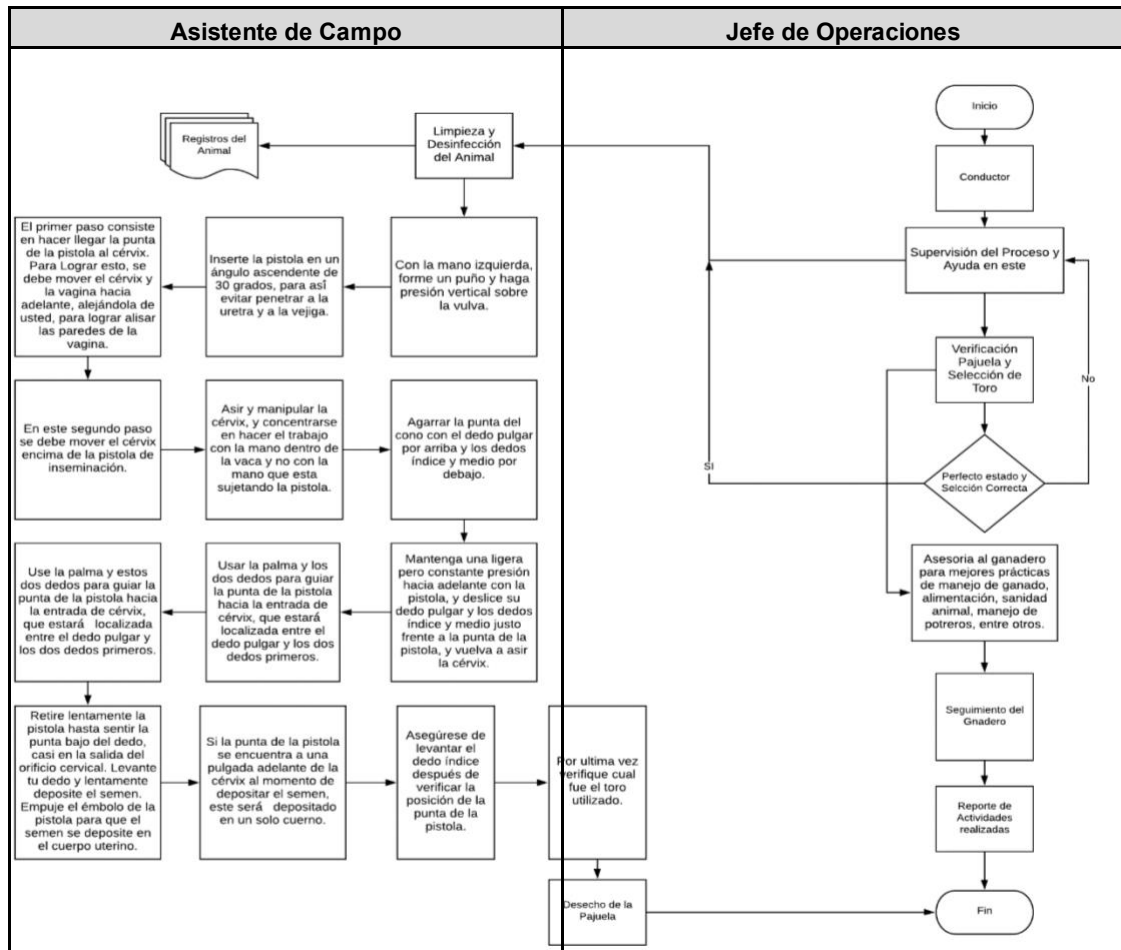 Asistente de Campo
Jefe de Operaciones
Inicio
Conductor
Supervisión del Proceso y
Ayuda en este
Verificación
Pajuela y
Selección de
Toro
No
SI
Perfecto estado y
Selcción Correcta
Asesoria al ganadero
para mejores prácticas
de manejo de ganado,
alimentación, sanidad
animal, manejo de
potreros, entre otros.
Seguimiento del
Gnadero
Reporte de
Actividades
realizadas
Fin
Registros del
Animal
Limpieza y
Desinfección
del Animal
Con la mano izquierda,
forme un puño y haga
presión vertical sobre
la vulva.
Inserte la pistola en un
ángulo ascendente de
30 grados, para así
evitar penetrar a la
uretra y a la vejiga.
El primer paso consiste
en hacer llegar la punta
de la pistola al cérvix.
Para Lograr esto, se
debe mover el cérvix y
la vagina hacia
adelante, alejándola de
usted, para lograr alisar
las paredes de la
vagina.
En este segundo paso
se debe mover el cérvix
encima de la pistola de
inseminación.
Asir y manipular la
cérvix, y concentrarse
en hacer el trabajo
con la mano dentro de
la vaca y no con la
mano que esta
sujetando la pistola.
Agarrar la punta del
cono con el dedo pulgar
por arriba y los dedos
índice y medio por
debajo.
Mantenga una ligera
pero constante presión
hacia adelante con la
pistola, y deslice su
dedo pulgar y los dedos
índice y medio justo
frente a la punta de la
pistola, y vuelva a asir
la cérvix.
Usar la palma y los
dos dedos para guiar
la punta de la pistola
hacia la entrada de
cérvix, que estará
localizada entre el
dedo pulgar y los dos
dedos primeros.
Use la palma y estos
dos dedos para guiar la
punta de la pistola hacia
la entrada de cérvix,
que estará localizada
entre el dedo pulgar y
los dos dedos primeros.
Retire lentamente la
pistola hasta sentir la
punta bajo del dedo,
casi en la salida del
orificio cervical. Levante
tu dedo y lentamente
deposite el semen.
Empuje el émbolo de la
pistola para que el
semen se deposite en
el cuerpo uterino.
Si la punta de la pistola
se encuentra a una
pulgada adelante de la
cérvix al momento de
depositar el semen,
este será depositado
en un solo cuerno.
Asegúrese de
levantar el
dedo índice
después de
verificar la
posición de la
punta de la
pistola.
Por ultima vez
verifique cual
fue el toro
utilizado.
Desecho de la
Pajuela